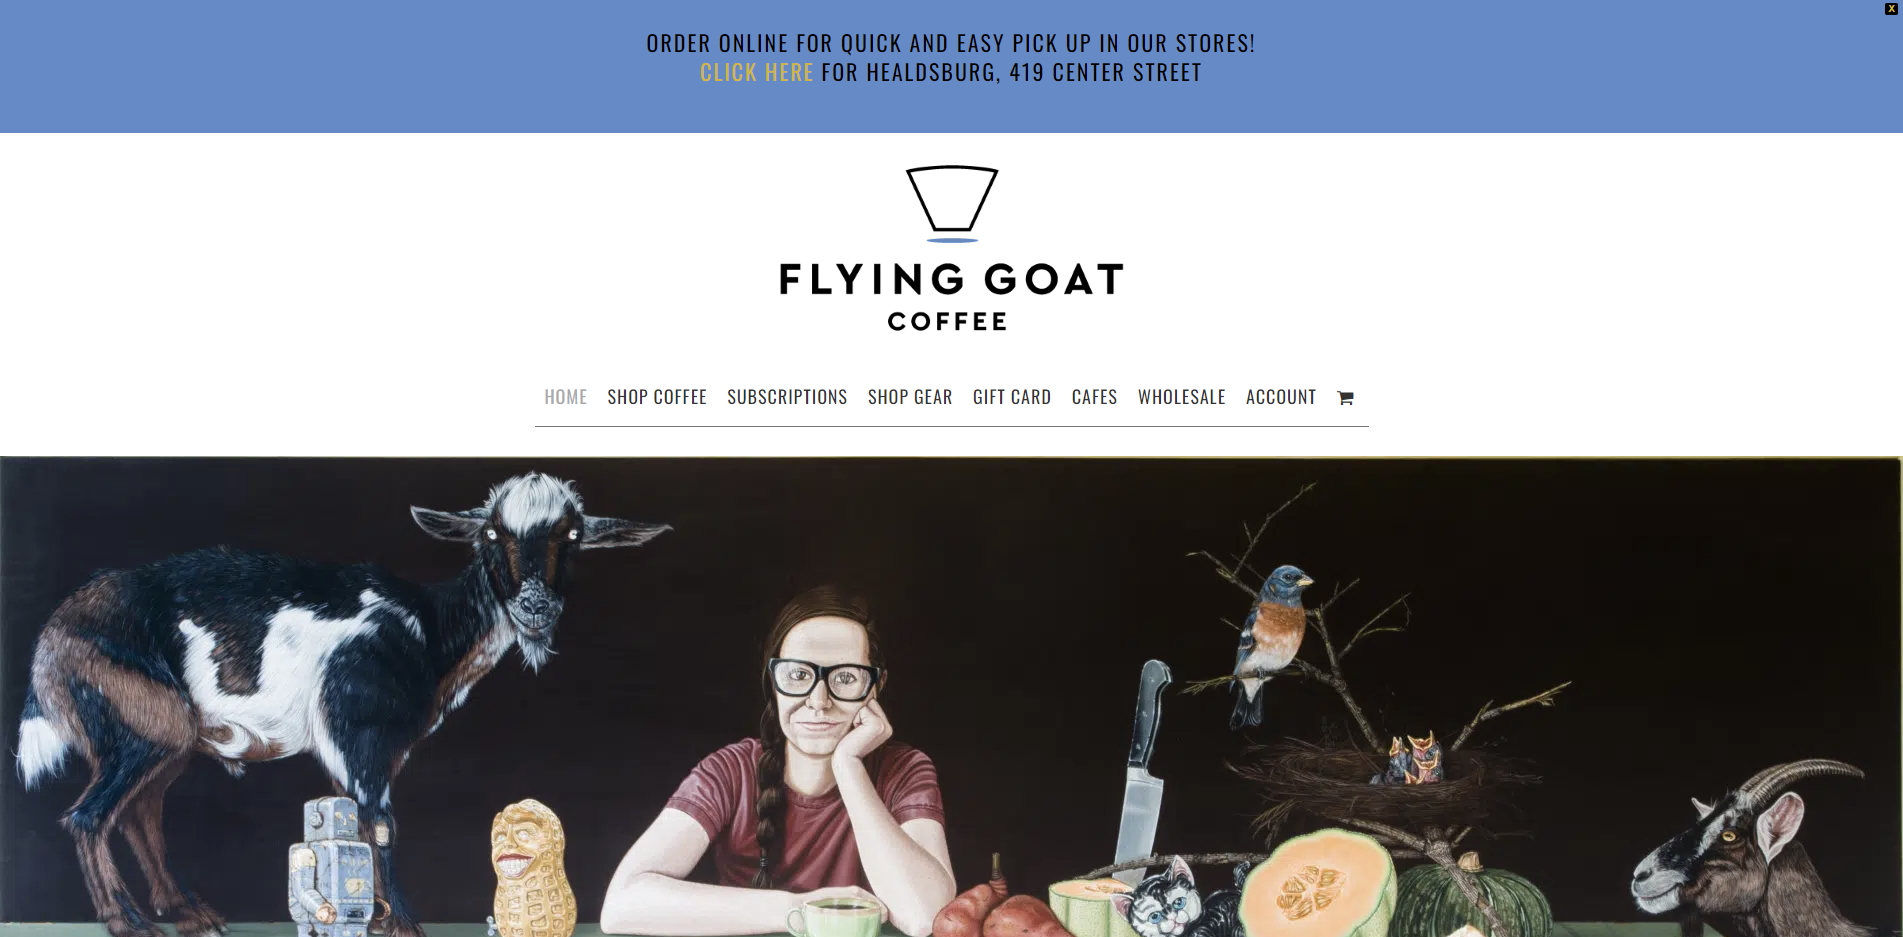 X
ORDER ONLINE FOR QUICK AND EASY PICK UP IN OUR STORES!
CLICK HERE FOR HEALDSBURG, 419 CENTER STREET
FLYING GOAT
COFFEE
HOME SHOP COFFEE SUBSCRIPTIONS SHOP GEAR GIFT CARD CAFES WHOLESALE ACCOUNT